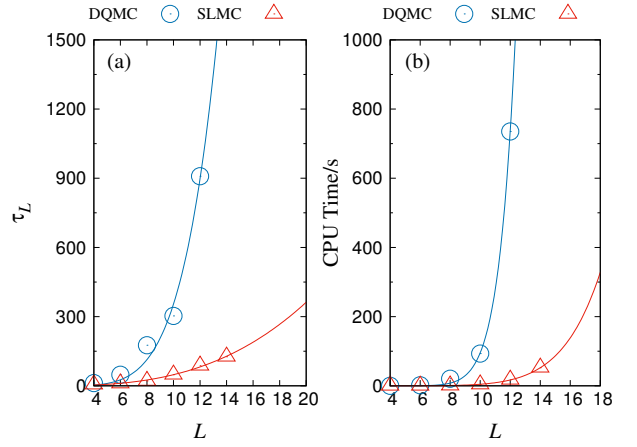 DQMC SLMC
(a)
1500
1200
900
600
300
0
τL
4 6 8 10 12 14 16 18 20
L
DQMC SLMC
(b)
1000
800
600
400
200
0
CPU Time/s
4 6 8 10 12 14 16 18
L